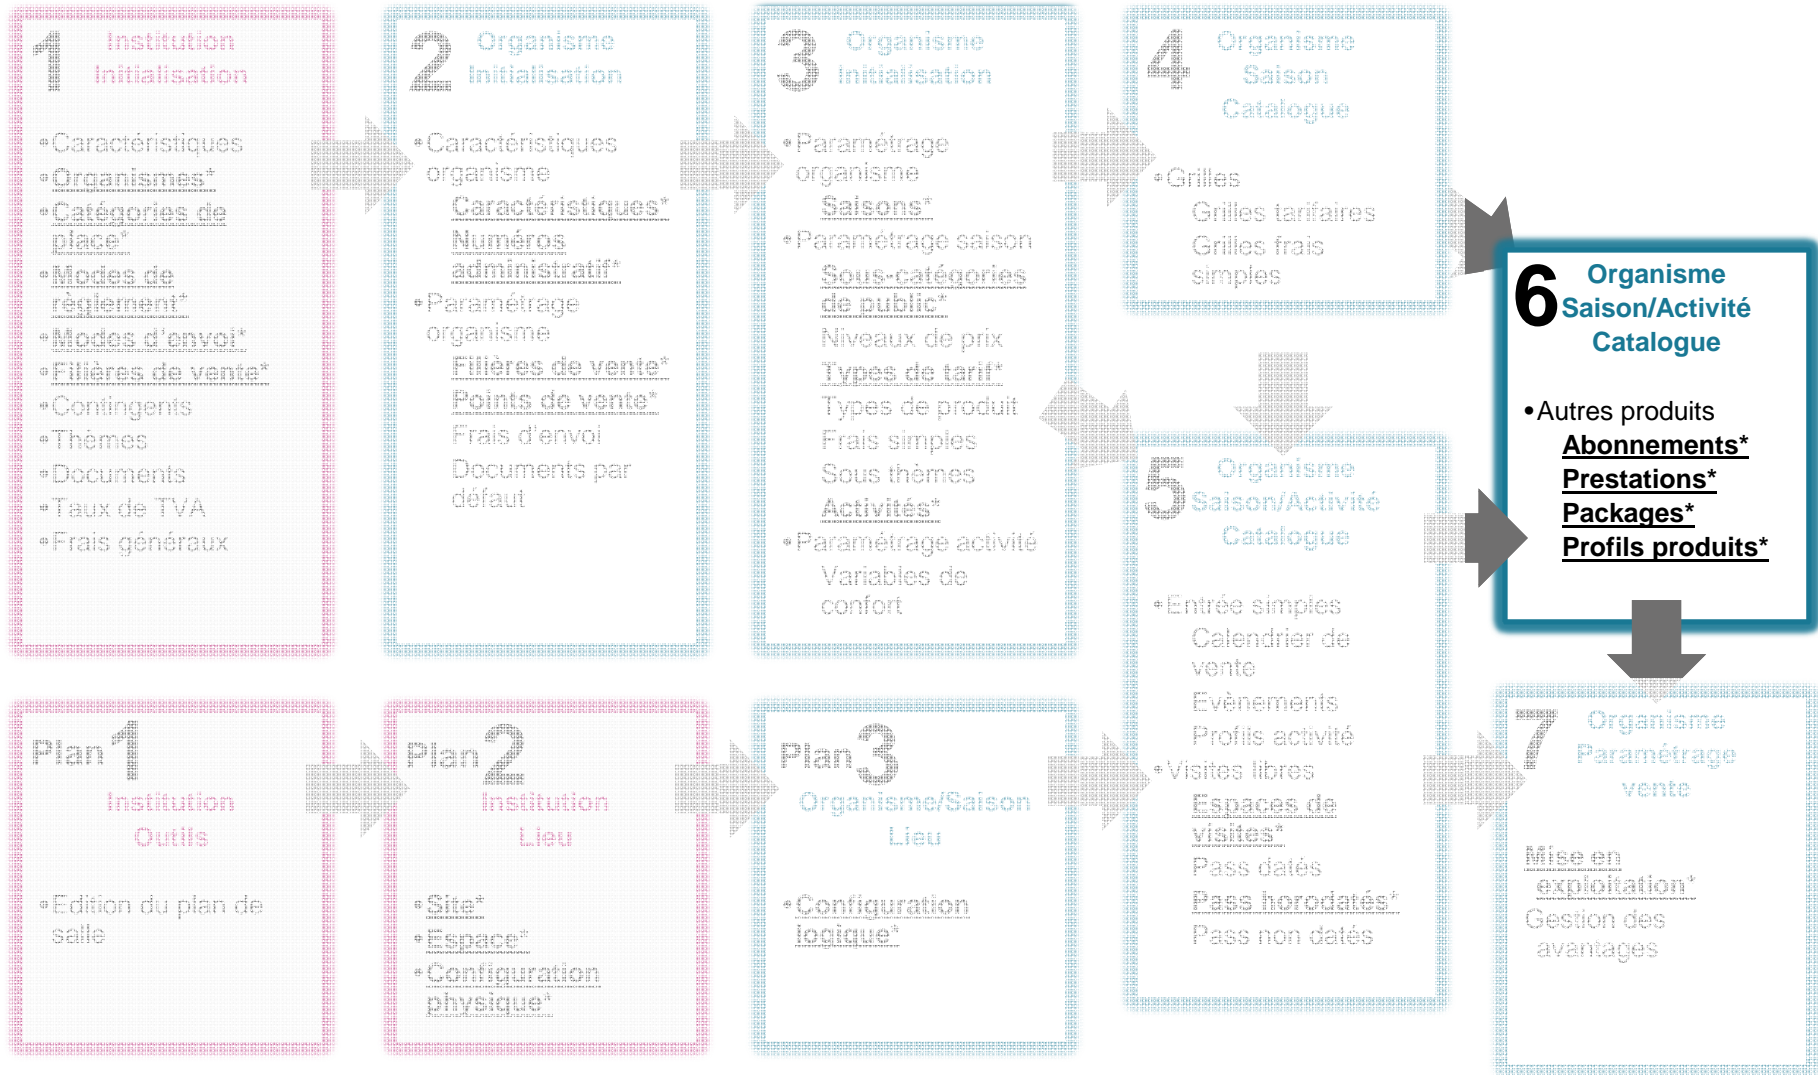 1
Institution
Initialisation
•Caractéristiques
•Organismes*
•Catégories de
place*
•Modes de
règlement*
•Modes d'envoi*
•Fillières de vente*
•Contingents
•Thèmes
•Documents
•Taux de TVA
•Frais généraux
2
Organisme
Initialisation
•Caractéristiques
organisme
Caractéristiques*
Numéros
administratif*
•Paramétrage
organisme
Fillières de vente*
Points de vente*
Frais d'envoi
Documents par
défaut
3
Organisme
Initialisation
•Paramétrage
organisme
Saisons*
•Paramétrage saison
Sous-catégories
de public*
Niveaux de prix
Types de tarif*
Types de produit
Frais simples
Sous thèmes
Activités*
•Paramétrage activité
Variables de
confort
4
Organisme
Saison
Catalogue
•Grilles
Grilles tarifaires
Grilles frais
simples
5
Organisme
Saison/Activité
Catalogue
•Entrée simples
Calendrier de
vente
Evènements
Profils activité
•Visites libres
Espaces de
visites*
Pass datés
Pass horodatés*
Pass non datés
6
Organisme
Saison/Activité
Catalogue
•Autres produits
Abonnements*
Prestations*
Packages*
Profils produits*
Plan 1
Institution
Outils
•Edition du plan de
salle
Plan 2
Institution
Lieu
•Site*
•Espace*
•Configuration
physique*
Plan 3
Organisme/Saison
Lieu
•Configuration
logique*
7
Organisme
Paramétrage
vente
Mise en
exploitation*
Gestion des
avantages